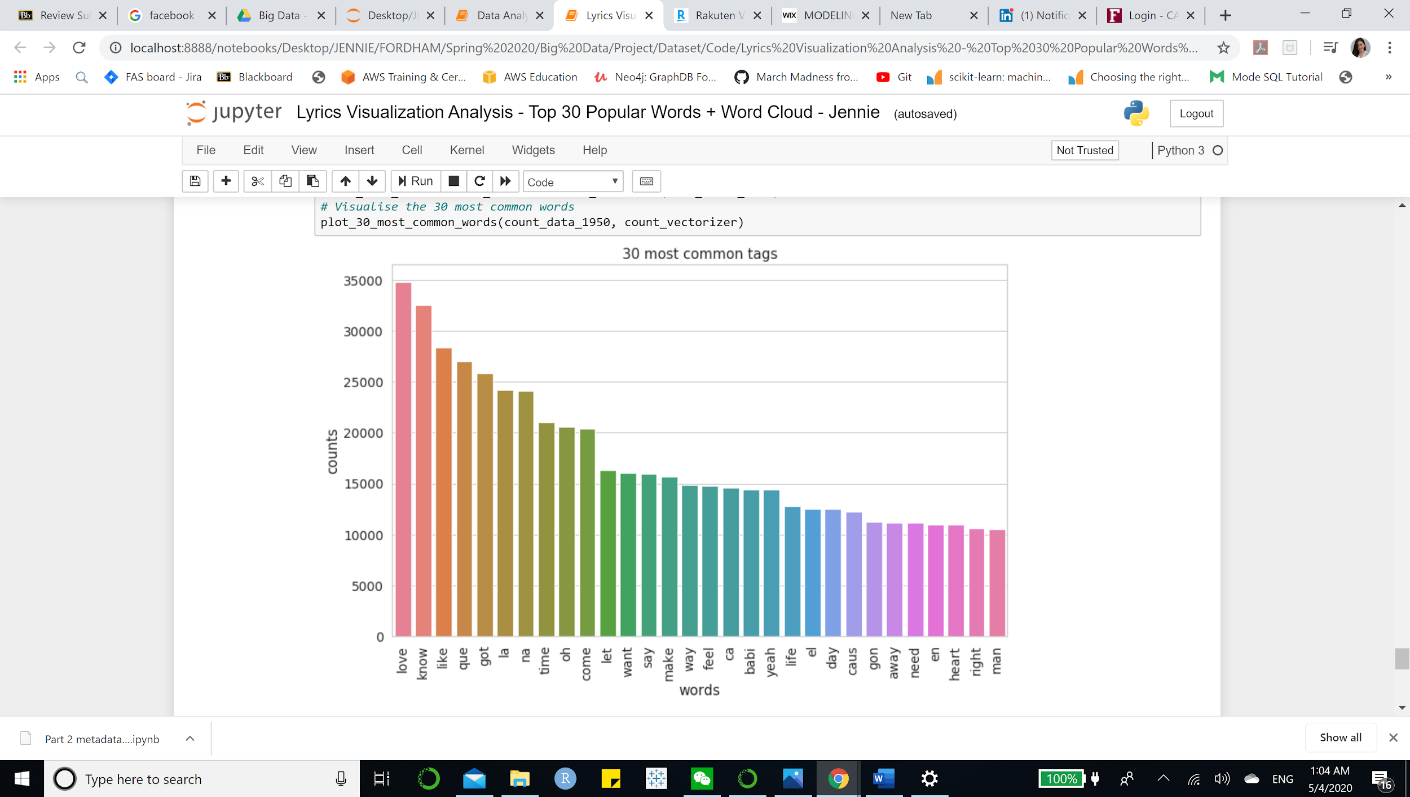 Review Sul
facebook
Big Data -
Desktop/JI
Data Analy
Lyrics Visu
Rakuten V
WIX MODELIN
New Tab
(1) Notific
Login - CA
localhost:8888/notebooks/Desktop/JENNIE/FORDHAM/Spring%202020/Big%20Data/Project/Dataset/Code/Lyrics%20Visualization%20Analysis%20-%20Top%2030%20Popular%20Words%...
Apps
FAS board - Jira
Bb Blackboard
AWS Training & Cer...
AWS Education
Neo4j: GraphDB Fo...
March Madness fro...
Git
scikit-learn: machin...
Choosing the right...
Mode SQL Tutorial
»
jupyter Lyrics Visualization Analysis - Top 30 Popular Words + Word Cloud - Jennie (autosaved)
Logout
File Edit View Insert Cell Kernel Widgets Help
Not Trusted
Python 3
Run
Code
# Visualise the 30 most common words
plot_30_most_common_words(count_data_1950, count_vectorizer)
30 most common tags
35000
30000
25000
20000
15000
10000
5000
0
counts
love
know
like
que
got
la
na
time
oh
come
let
want
say
make
way
feel
ca
babi
yeah
life
el
day
caus
gon
away
need
en
heart
right
man
words
Part 2 metadata....ipynb
Show all
Type here to search
100%
ENG
1:04 AM
5/4/2020
16